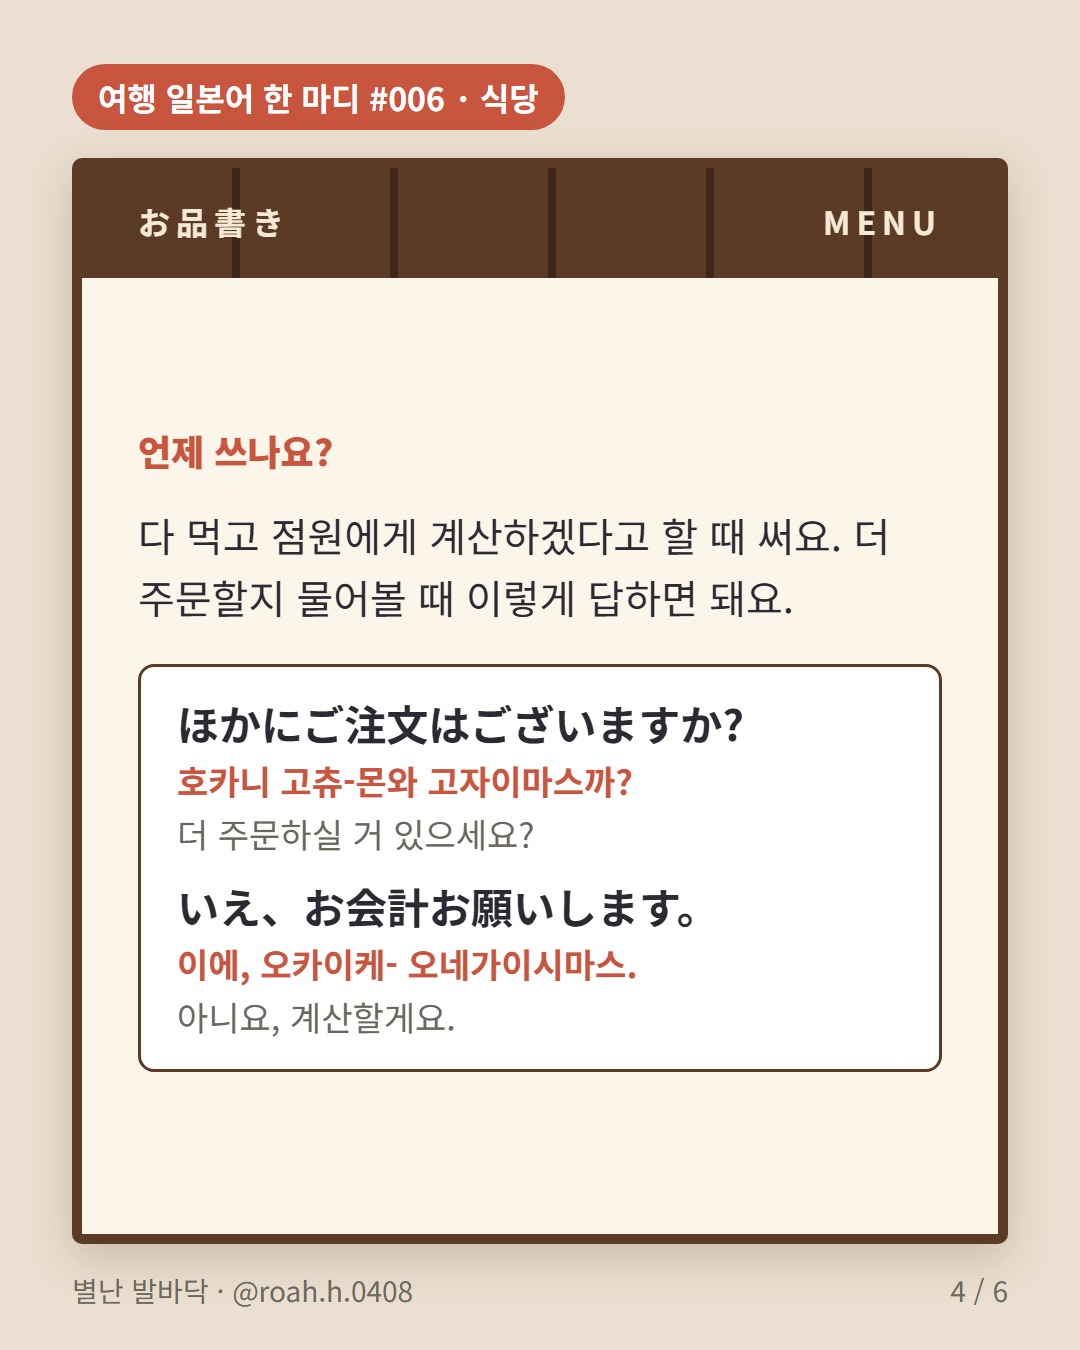 여행 일본어 한 마디 #006 · 식당
お品書き
MENU
언제 쓰나요?
다 먹고 점원에게 계산하겠다고 할 때 써요. 더
주문할지 물어볼 때 이렇게 답하면 돼요.
ほかにご注文はございますか?
호카니 고츄-몬와 고자이마스까?
더 주문하실 거 있으세요?
いえ、お会計お願いします。
이에, 오카이케- 오네가이시마스.
아니요, 계산할게요.
별난 발바닥 · @roah.h.0408
4 / 6